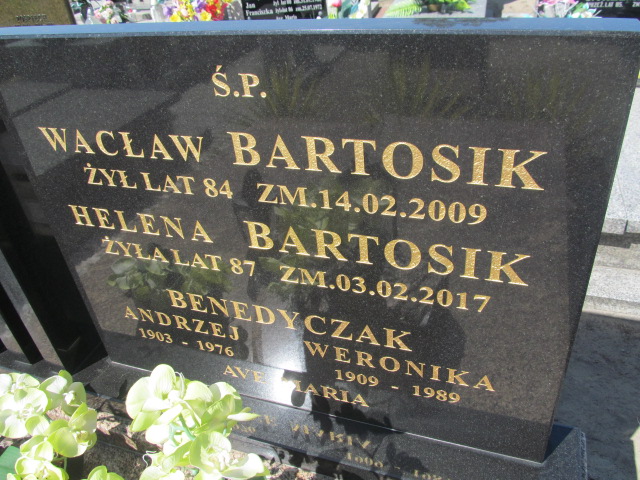 Ś.P.
WACŁAW BARTOSIK
ŻYŁ LAT 84 ZM.14.02.2009
HELENA BARTOSIK
ŻYŁA LAT 87 ZM.03.02.2017
BENEDYCZAK
ANDRZEJ WERONIKA
1903 - 1976 1909 - 1989
AVE MARIA